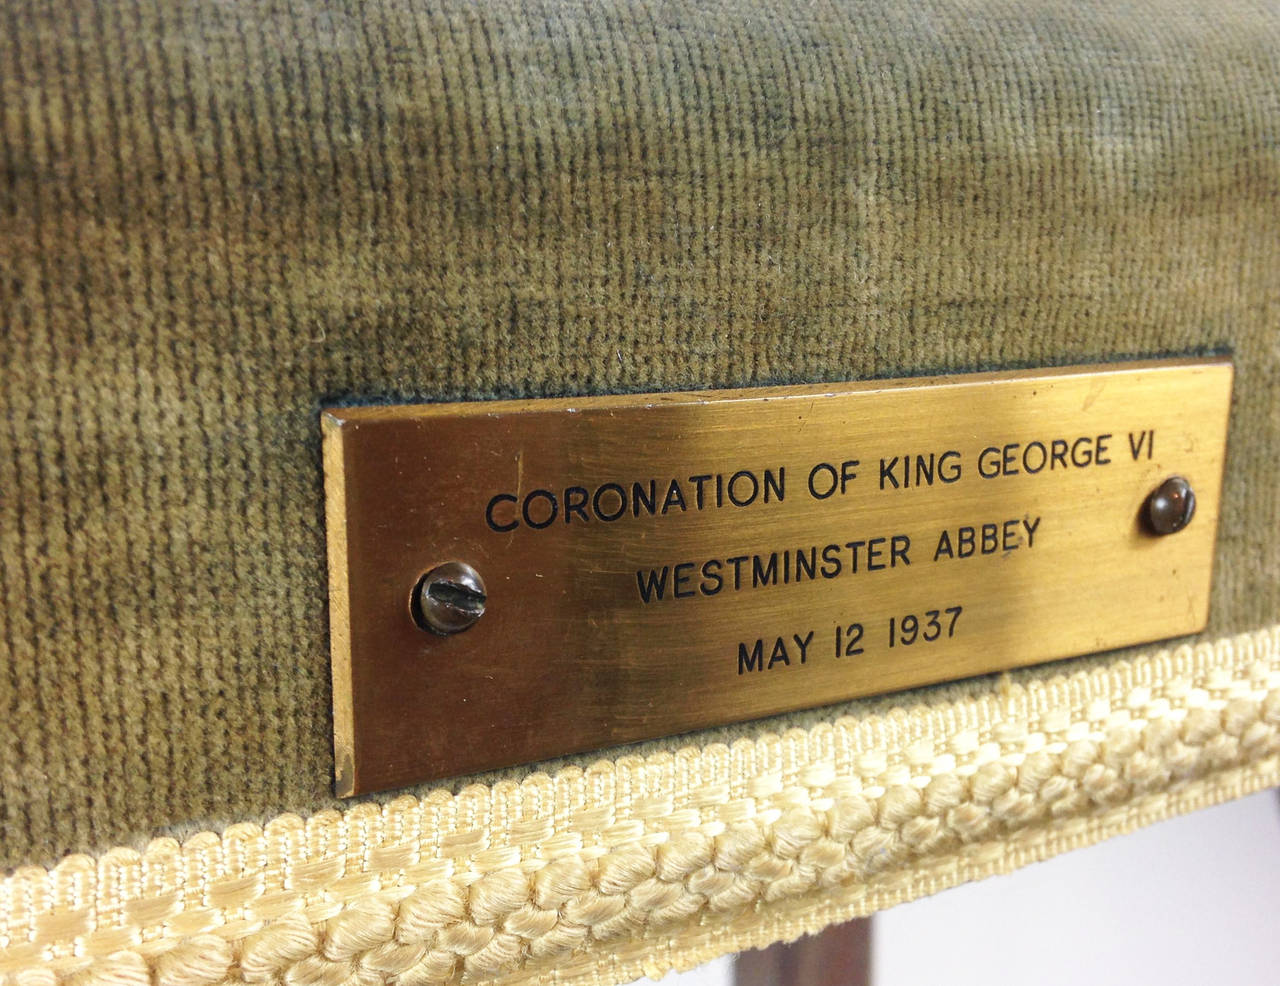 CORONATION OF KING GEORGE VI
WESTMINSTER ABBEY
MAY 12 1937